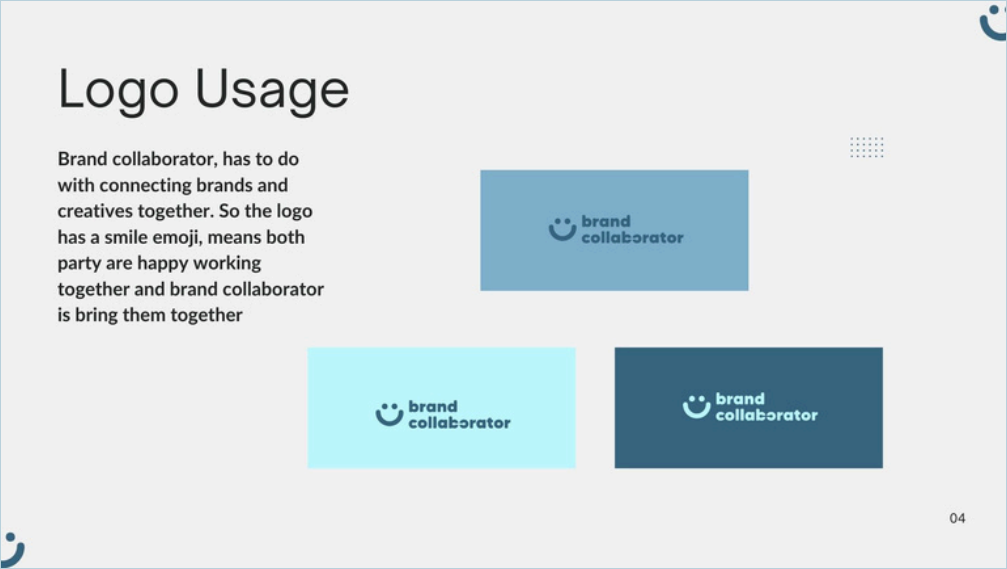 Logo Usage
Brand collaborator, has to do
with connecting brands and
creatives together. So the logo
has a smile emoji, means both
party are happy working
together and brand collaborator
is bring them together
brand
collaborator
brand
collaborator
brand
collaborator
04